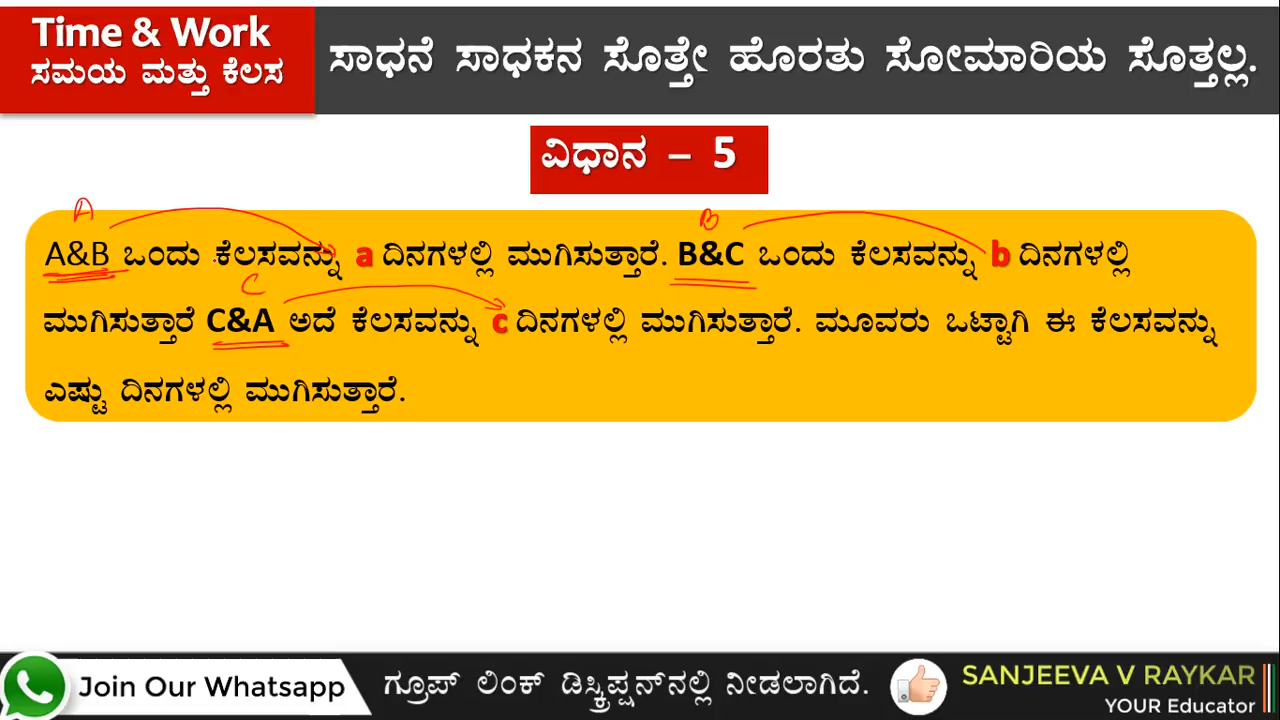 Time & Work
ಸಮಯ ಮತ್ತು ಕೆಲಸ
ಸಾಧನೆ ಸಾಧಕನ ಸೊತ್ತೇ ಹೊರತು ಸೋಮಾರಿಯ ಸೊತ್ತಲ್ಲ.
ವಿಧಾನ – 5
A B
A&B ಒಂದು ಕೆಲಸವನ್ನು a ದಿನಗಳಲ್ಲಿ ಮುಗಿಸುತ್ತಾರೆ. B&C ಒಂದು ಕೆಲಸವನ್ನು b ದಿನಗಳಲ್ಲಿ
C
ಮುಗಿಸುತ್ತಾರೆ C&A ಅದೆ ಕೆಲಸವನ್ನು c ದಿನಗಳಲ್ಲಿ ಮುಗಿಸುತ್ತಾರೆ. ಮೂವರು ಒಟ್ಟಾಗಿ ಈ ಕೆಲಸವನ್ನು
ಎಷ್ಟು ದಿನಗಳಲ್ಲಿ ಮುಗಿಸುತ್ತಾರೆ.
Join Our Whatsapp
ಗ್ರೂಪ್ ಲಿಂಕ್ ಡಿಸ್ಕ್ರಿಪ್ಷನ್‌ನಲ್ಲಿ ನೀಡಲಾಗಿದೆ.
SANJEEVA V RAYKAR
YOUR Educator